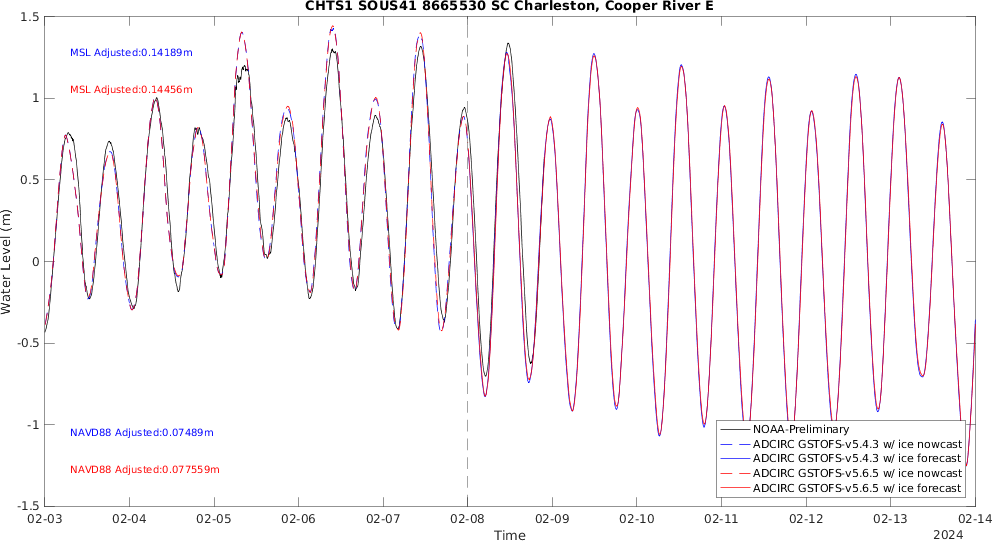 CHTS1 SOUS41 8665530 SC Charleston, Cooper River E
1.5
1
0.5
0
-0.5
-1
-1.5
Water Level (m)
MSL Adjusted:0.14189m
MSL Adjusted:0.14456m
NAVD88 Adjusted:0.07489m
NAVD88 Adjusted:0.077559m
NOAA-Preliminary
ADCIRC GSTOFS-v5.4.3 w/ ice nowcast
ADCIRC GSTOFS-v5.4.3 w/ ice forecast
ADCIRC GSTOFS-v5.6.5 w/ ice nowcast
ADCIRC GSTOFS-v5.6.5 w/ ice forecast
02-03 02-04 02-05 02-06 02-07 02-08 02-09 02-10 02-11 02-12 02-13 02-14
Time
2024